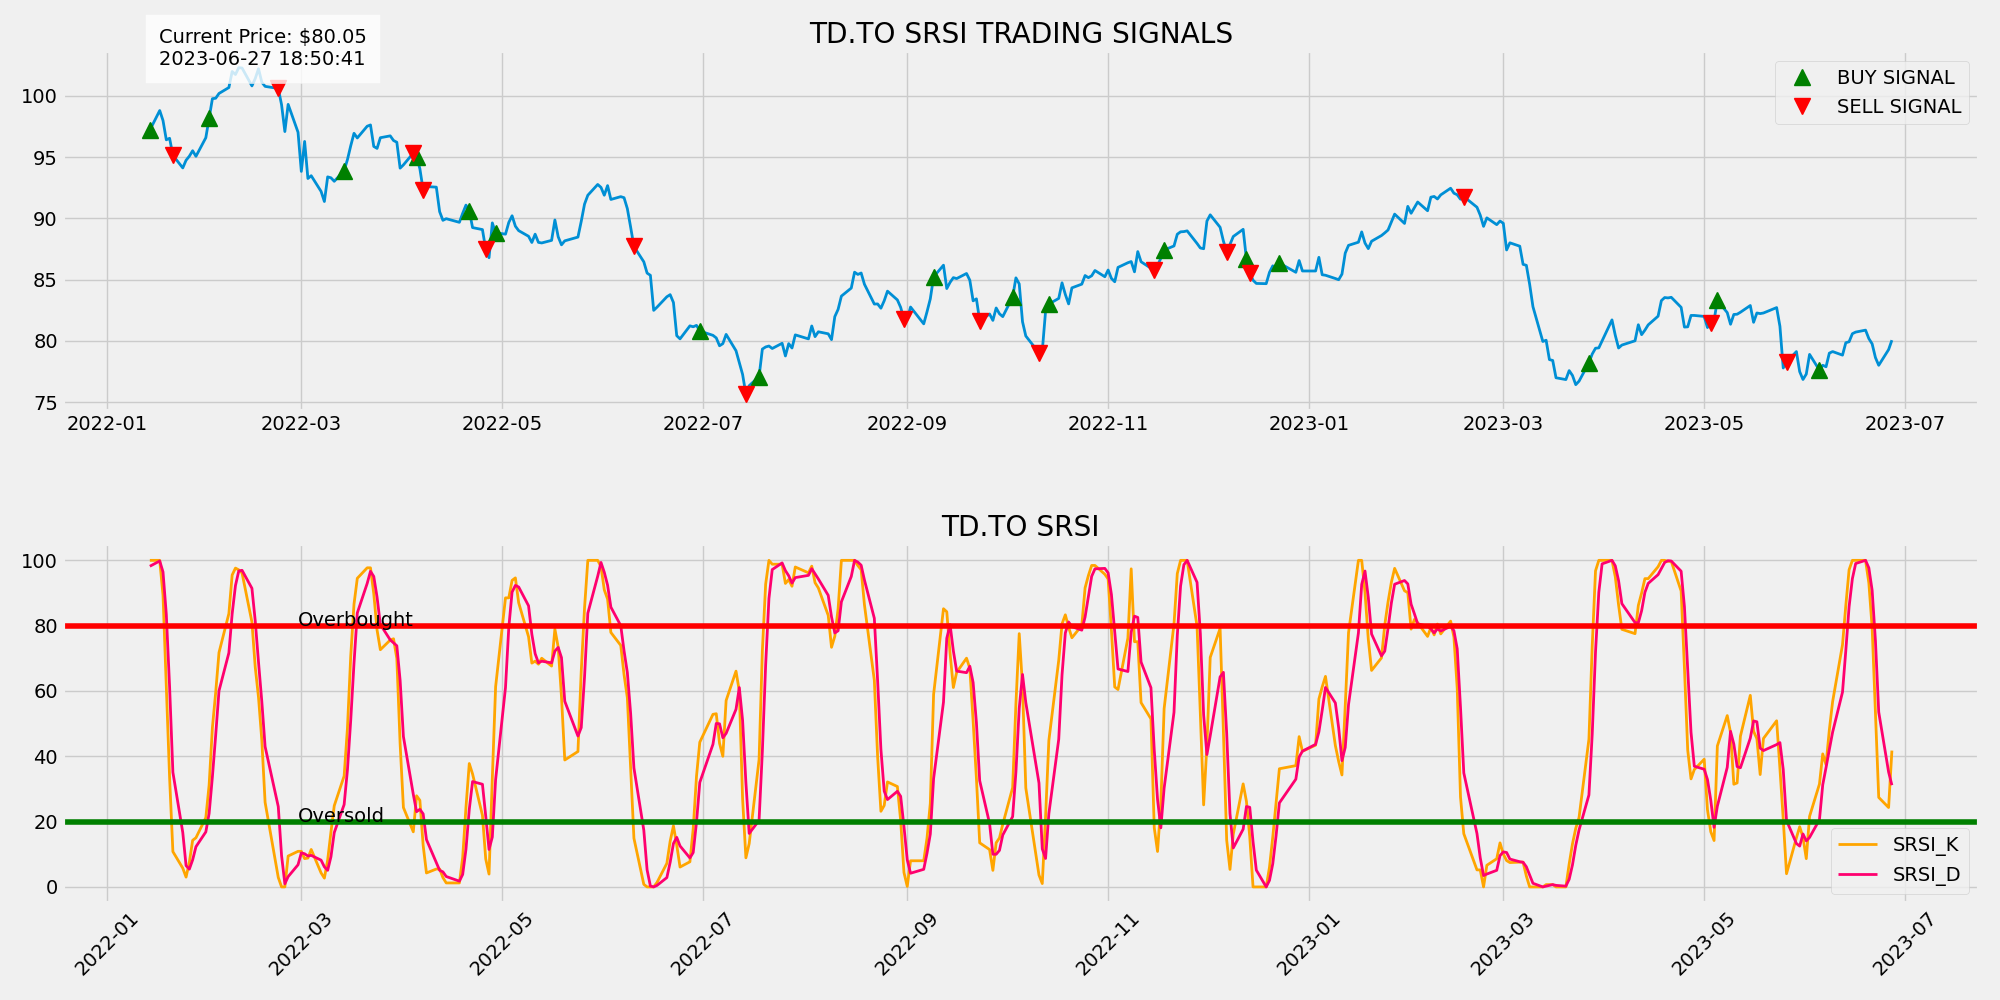 TD.TO SRSI TRADING SIGNALS
Current Price: $80.05
2023-06-27 18:50:41
BUY SIGNAL
SELL SIGNAL
100
95
90
85
80
75
2022-01 2022-03 2022-05 2022-07 2022-09 2022-11 2023-01 2023-03 2023-05 2023-07
TD.TO SRSI
100
80
60
40
20
0
Overbought
Oversold
SRSI_K
SRSI_D
2022-01 2022-03 2022-05 2022-07 2022-09 2022-11 2023-01 2023-03 2023-05 2023-07